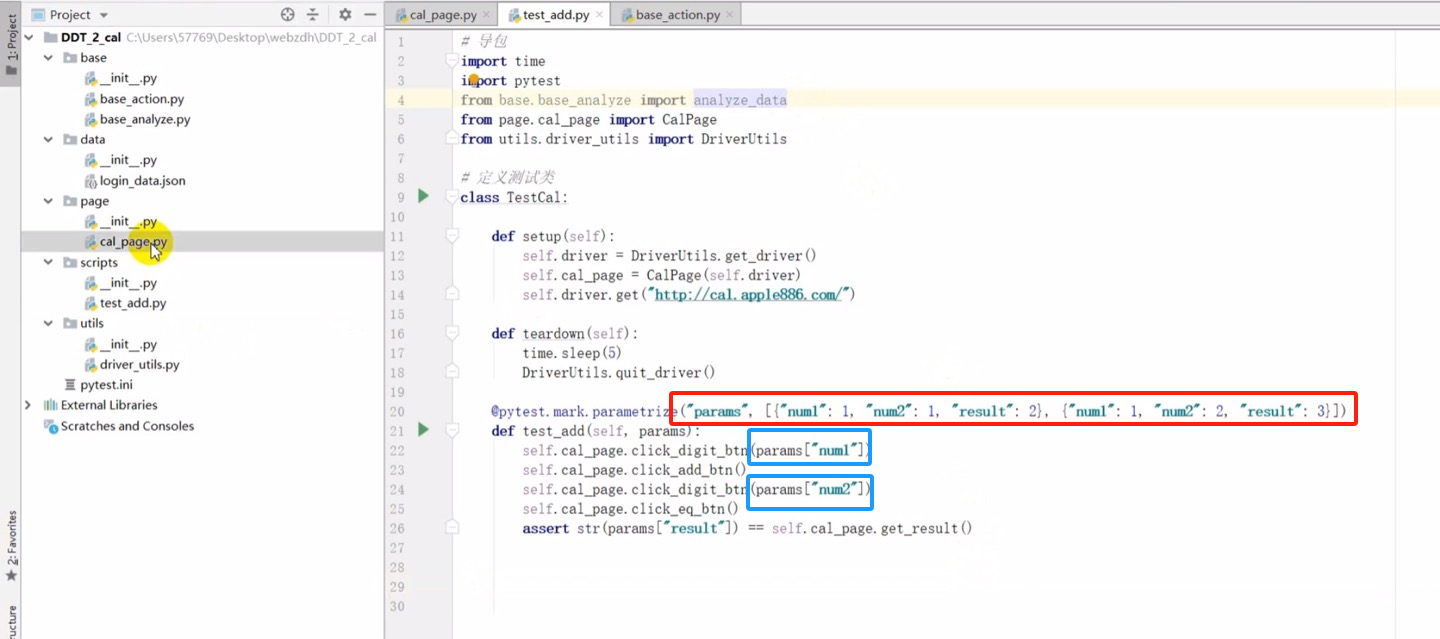 Project
DDT_2_cal C:\Users\57769\Desktop\webzdh\DDT_2_cal
base
__init__.py
base_action.py
base_analyze.py
data
__init__.py
login_data.json
page
__init__.py
cal_page.py
scripts
__init__.py
test_add.py
utils
__init__.py
driver_utils.py
pytest.ini
External Libraries
Scratches and Consoles
1: Project
2: Favorites
ructure
cal_page.py
test_add.py
base_action.py
1 # 导包
2 import time
3 import pytest
4 from base.base_analyze import analyze_data
5 from page.cal_page import CalPage
6 from utils.driver_utils import DriverUtils
7
8 # 定义测试类
9 class TestCal:
10
11 def setup(self):
12 self.driver = DriverUtils.get_driver()
13 self.cal_page = CalPage(self.driver)
14 self.driver.get("http://cal.apple886.com/")
15
16 def teardown(self):
17 time.sleep(5)
18 DriverUtils.quit_driver()
19
20 @pytest.mark.parametrize("params", [{"num1": 1, "num2": 1, "result": 2}, {"num1": 1, "num2": 2, "result": 3}])
21 def test_add(self, params):
22 self.cal_page.click_digit_btn(params["num1"])
23 self.cal_page.click_add_btn()
24 self.cal_page.click_digit_btn(params["num2"])
25 self.cal_page.click_eq_btn()
26 assert str(params["result"]) == self.cal_page.get_result()
27
28
29
30